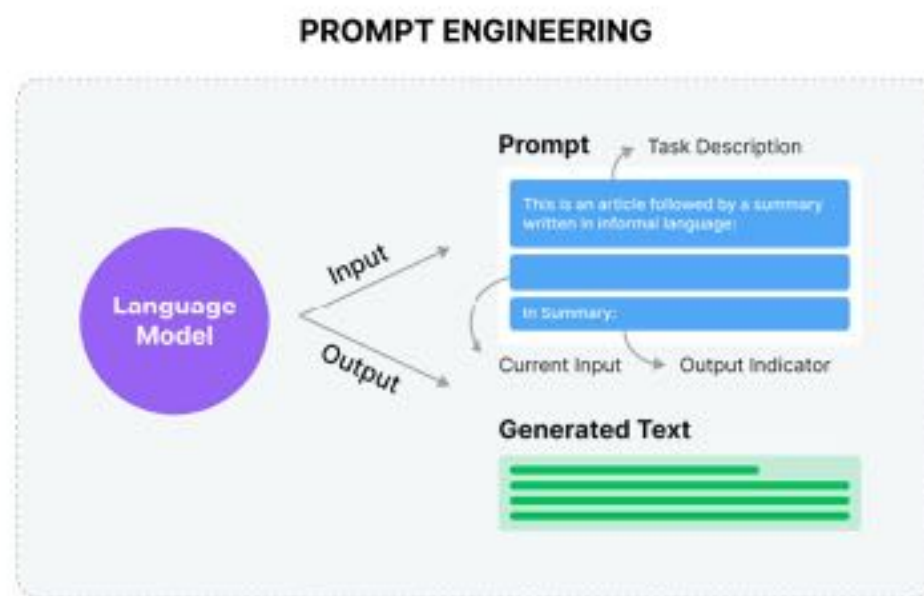 PROMPT ENGINEERING
Prompt
Task Description
This is an article followed by a summary
written in informal language:
Input
Language
Model
In Summary:
Output
Current Input
Output Indicator
Generated Text